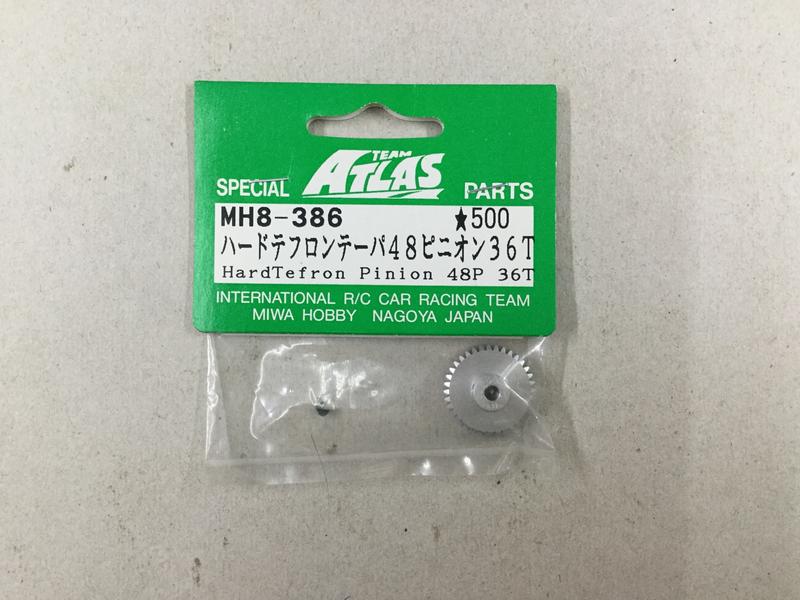 TEAM
ATLAS
SPECIAL PARTS
MH8-386 ★500
ハードテフロンテーパ48ピニオン36T
HardTefron Pinion 48P 36T
INTERNATIONAL R/C CAR RACING TEAM
MIWA HOBBY NAGOYA JAPAN